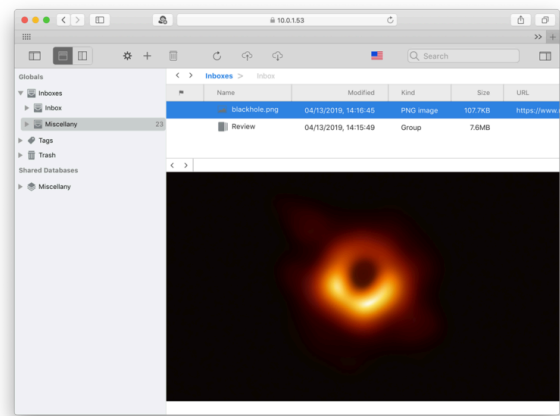 10.0.1.53
Search
Globals
Inboxes > Inbox
Inboxes
Name Modified Kind Size URL
Inbox
blackhole.png 04/13/2019, 14:16:45 PNG image 107.7KB https://www.
Miscellany 23
Review 04/13/2019, 14:15:49 Group 7.6MB
Tags
Trash
Shared Databases
Miscellany